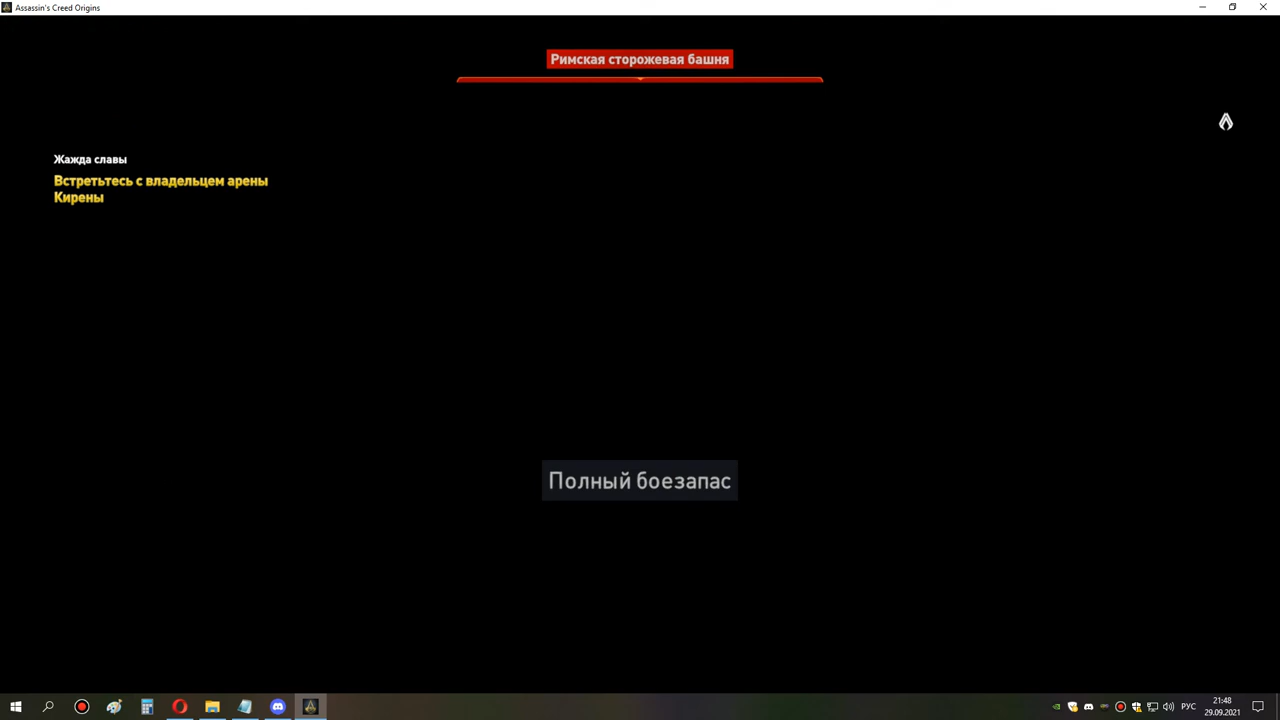 Assassin's Creed Origins
Римская сторожевая башня
Жажда славы
Встретьтесь с владельцем арены
Кирены
Полный боезапас
РУС
21:48
29.09.2021